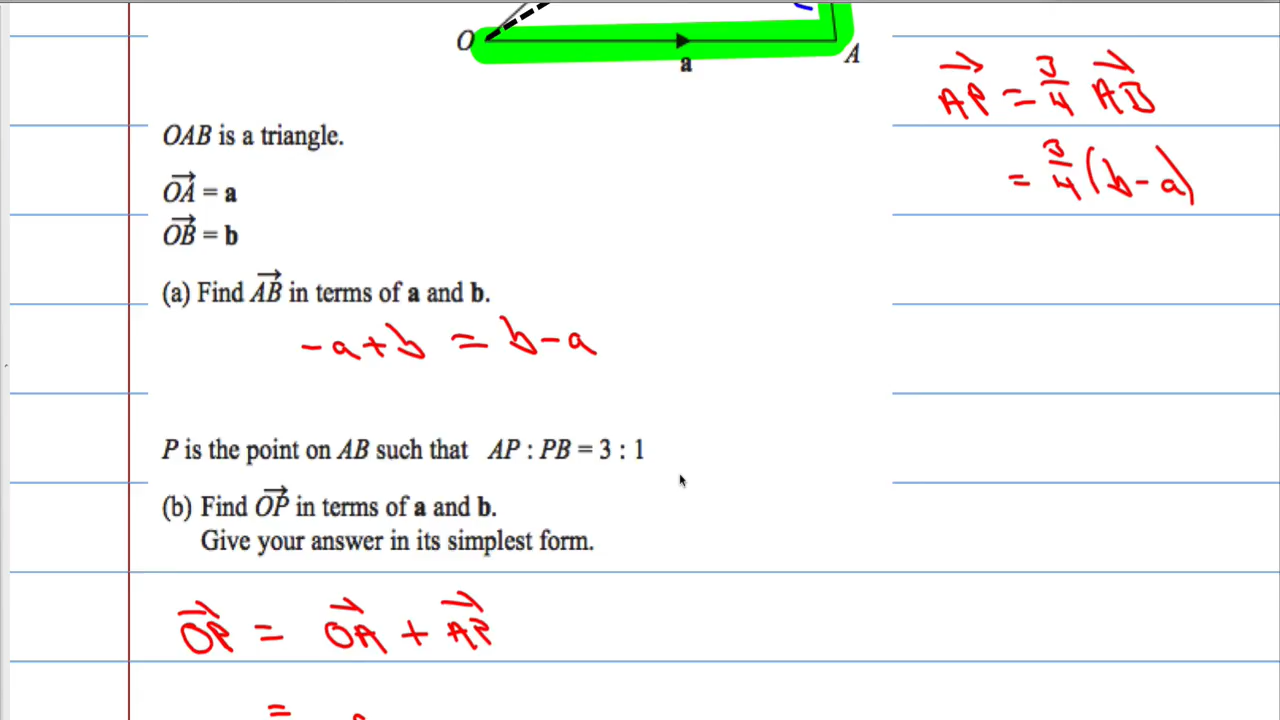 O
a
A
OAB is a triangle.
→OA = a
→OB = b
(a) Find →AB in terms of a and b.
-a+b = b-a
P is the point on AB such that AP : PB = 3 : 1
(b) Find →OP in terms of a and b.
Give your answer in its simplest form.
→OP = →OA + →AP
=
→AP = 3/4 →AB
= 3/4 (b-a)